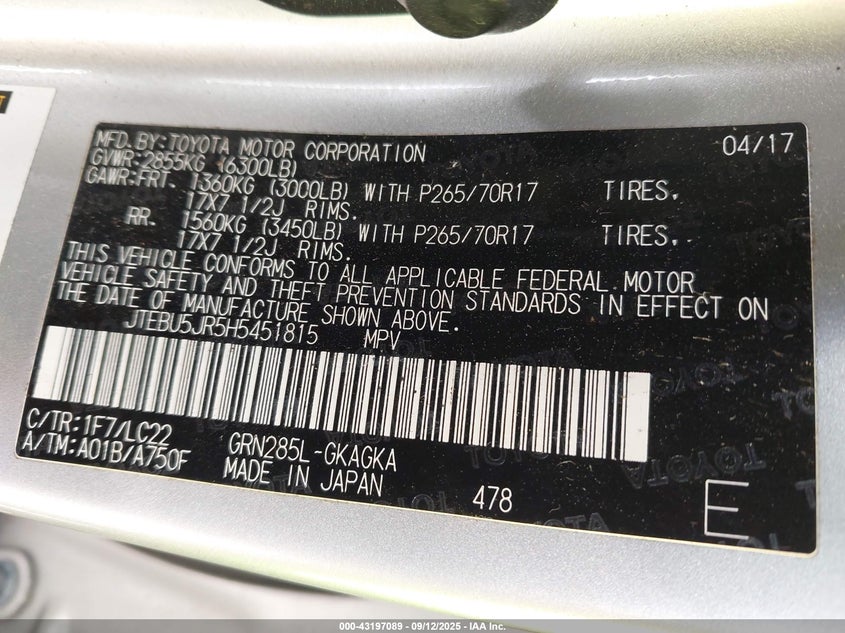 MFD. BY:TOYOTA MOTOR CORPORATION 04/17
GVWR:2855KG (6300LB)
GAWR:FRT. 1360KG (3000LB) WITH P265/70R17 TIRES,
17X7 1/2J RIMS.
RR. 1560KG (3450LB) WITH P265/70R17 TIRES,
17X7 1/2J RIMS.
THIS VEHICLE CONFORMS TO ALL APPLICABLE FEDERAL MOTOR
VEHICLE SAFETY AND THEFT PREVENTION STANDARDS IN EFFECT ON
THE DATE OF MANUFACTURE SHOWN ABOVE.
JTEBU5JR5H5451815 MPV
C/TR:1F7/LC22 GRN285L-GKAGKA
A/TM:A01B/A750F MADE IN JAPAN 478 E
000-43197089 - 09/12/2025 - IAA Inc.